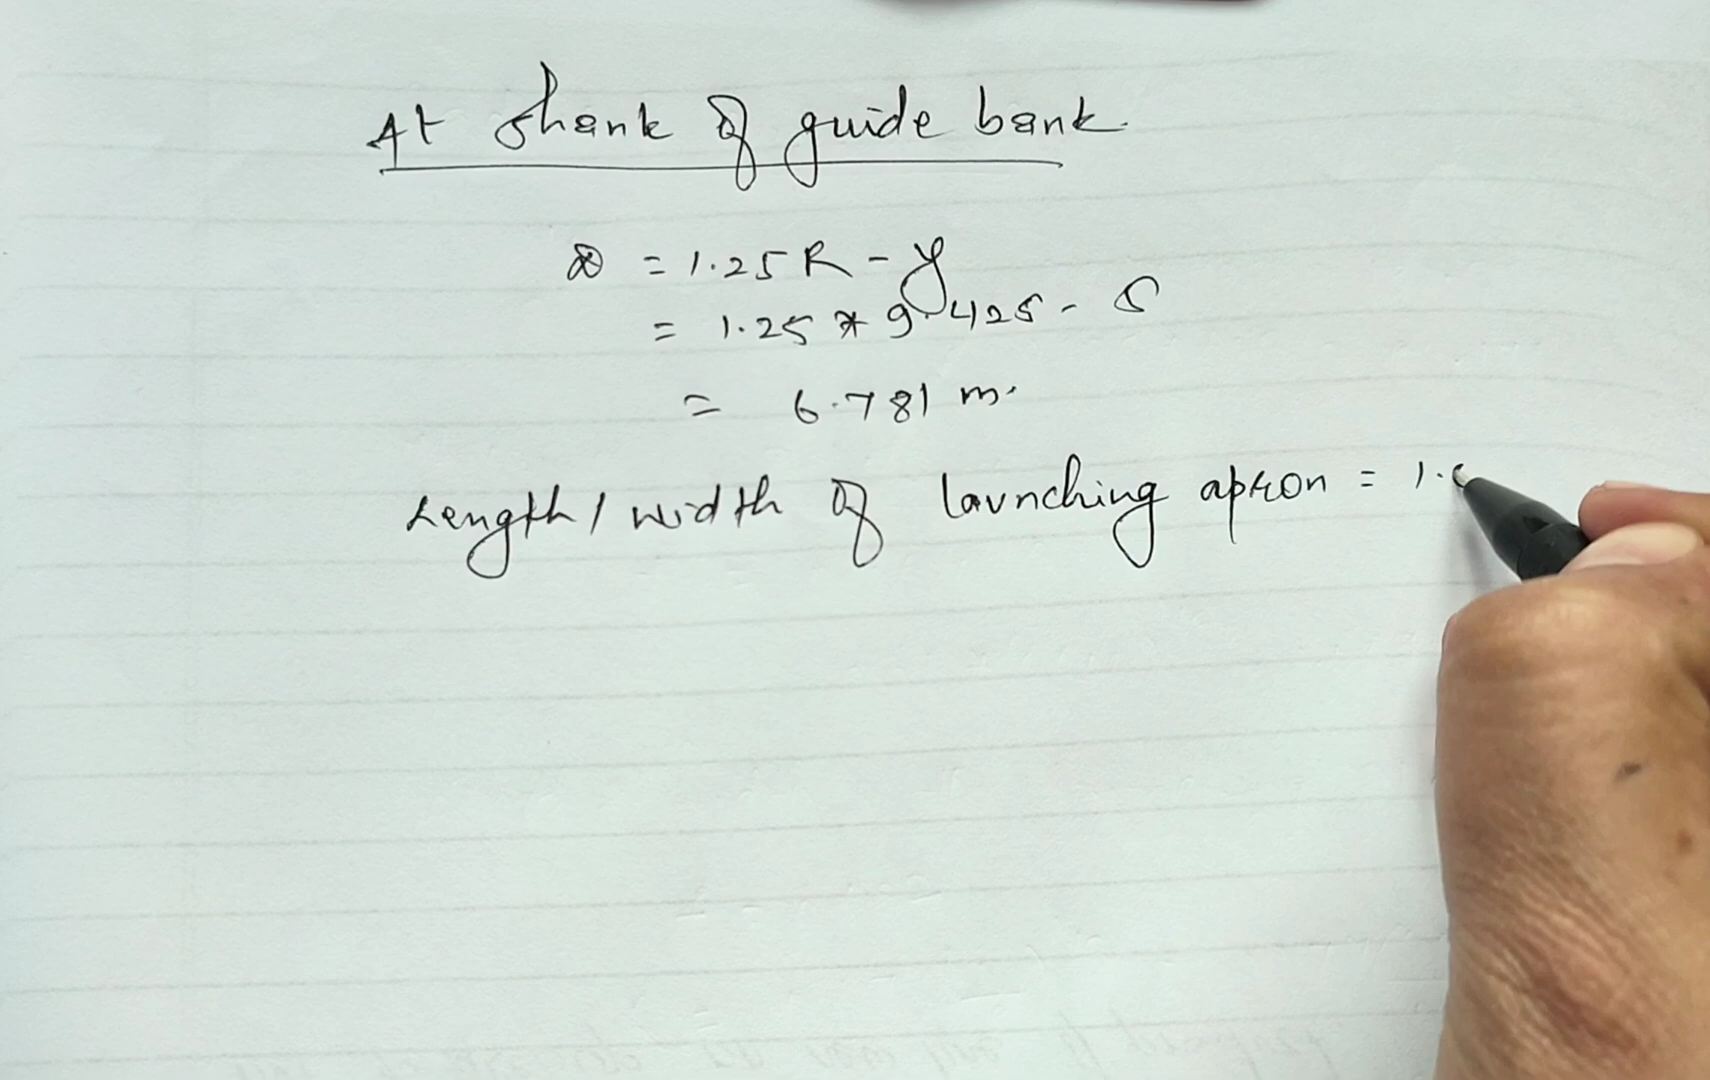 At shank of guide bank.
D = 1.25 R - y
= 1.25 * 9.425 - 5
= 6.781 m.
Length / width of launching apron = 1.